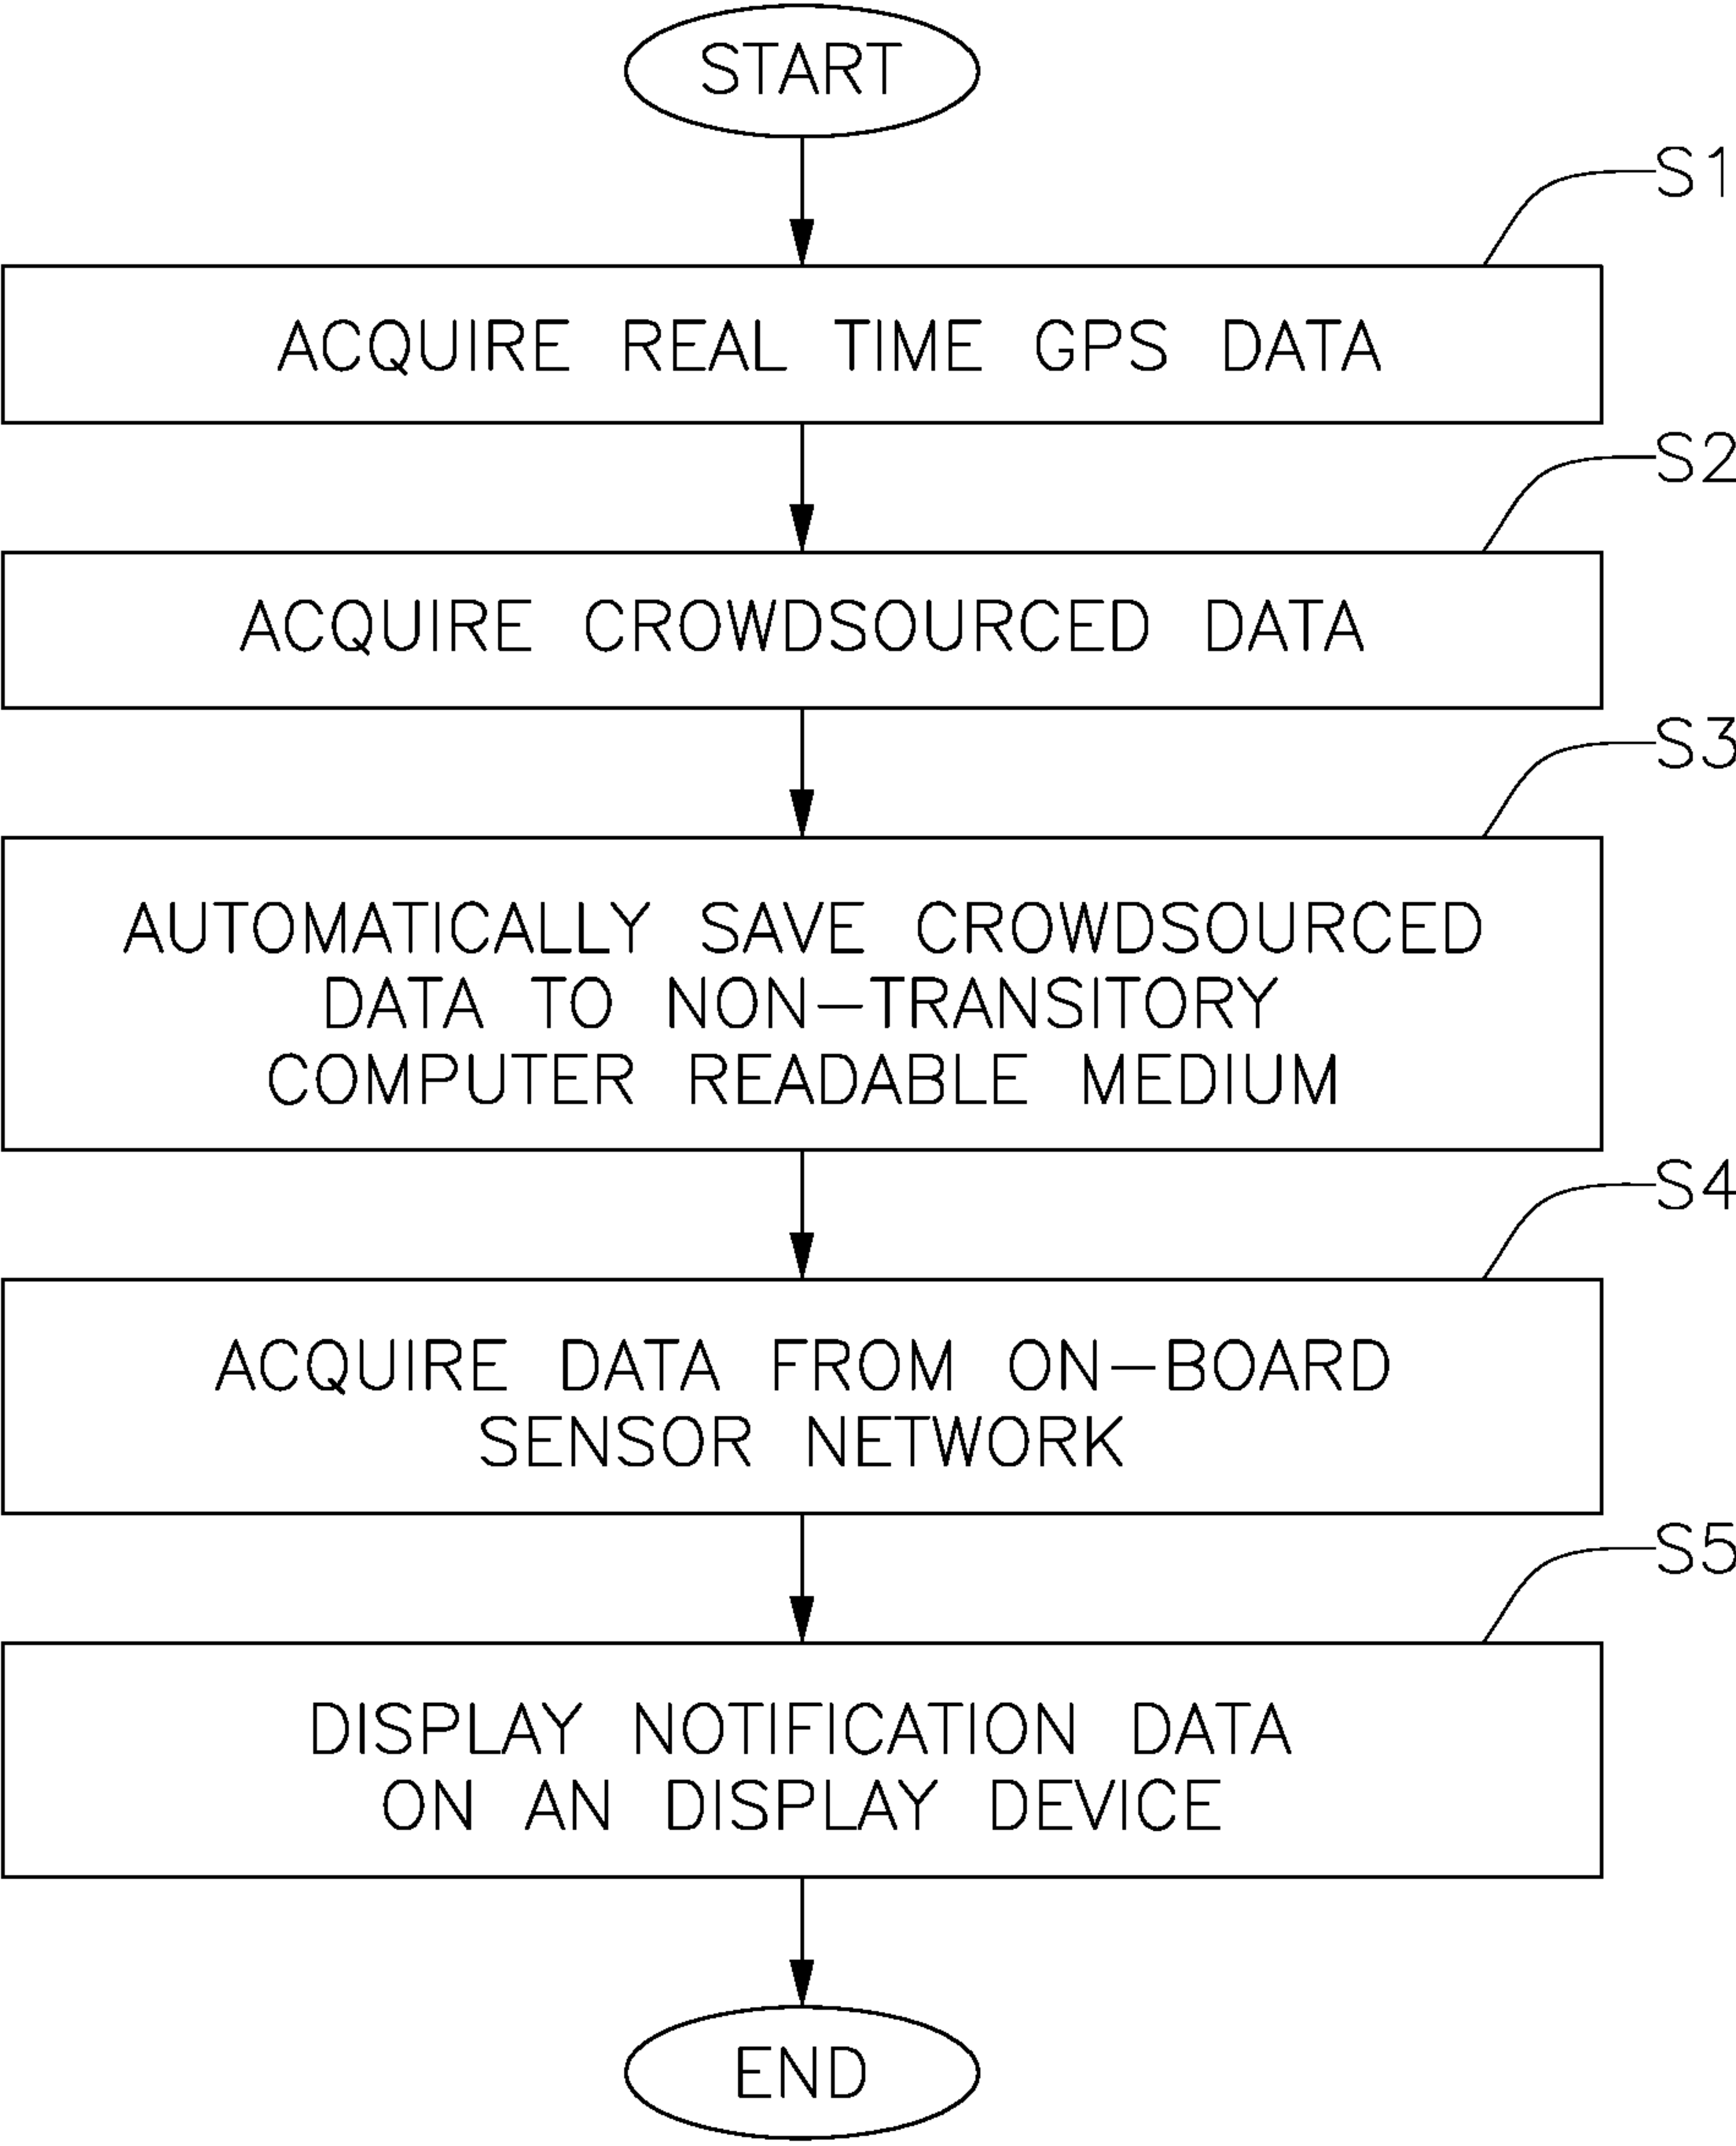 START
S1
ACQUIRE REAL TIME GPS DATA
S2
ACQUIRE CROWDSOURCED DATA
S3
AUTOMATICALLY SAVE CROWDSOURCED
DATA TO NON-TRANSITORY
COMPUTER READABLE MEDIUM
S4
ACQUIRE DATA FROM ON-BOARD
SENSOR NETWORK
S5
DISPLAY NOTIFICATION DATA
ON AN DISPLAY DEVICE
END